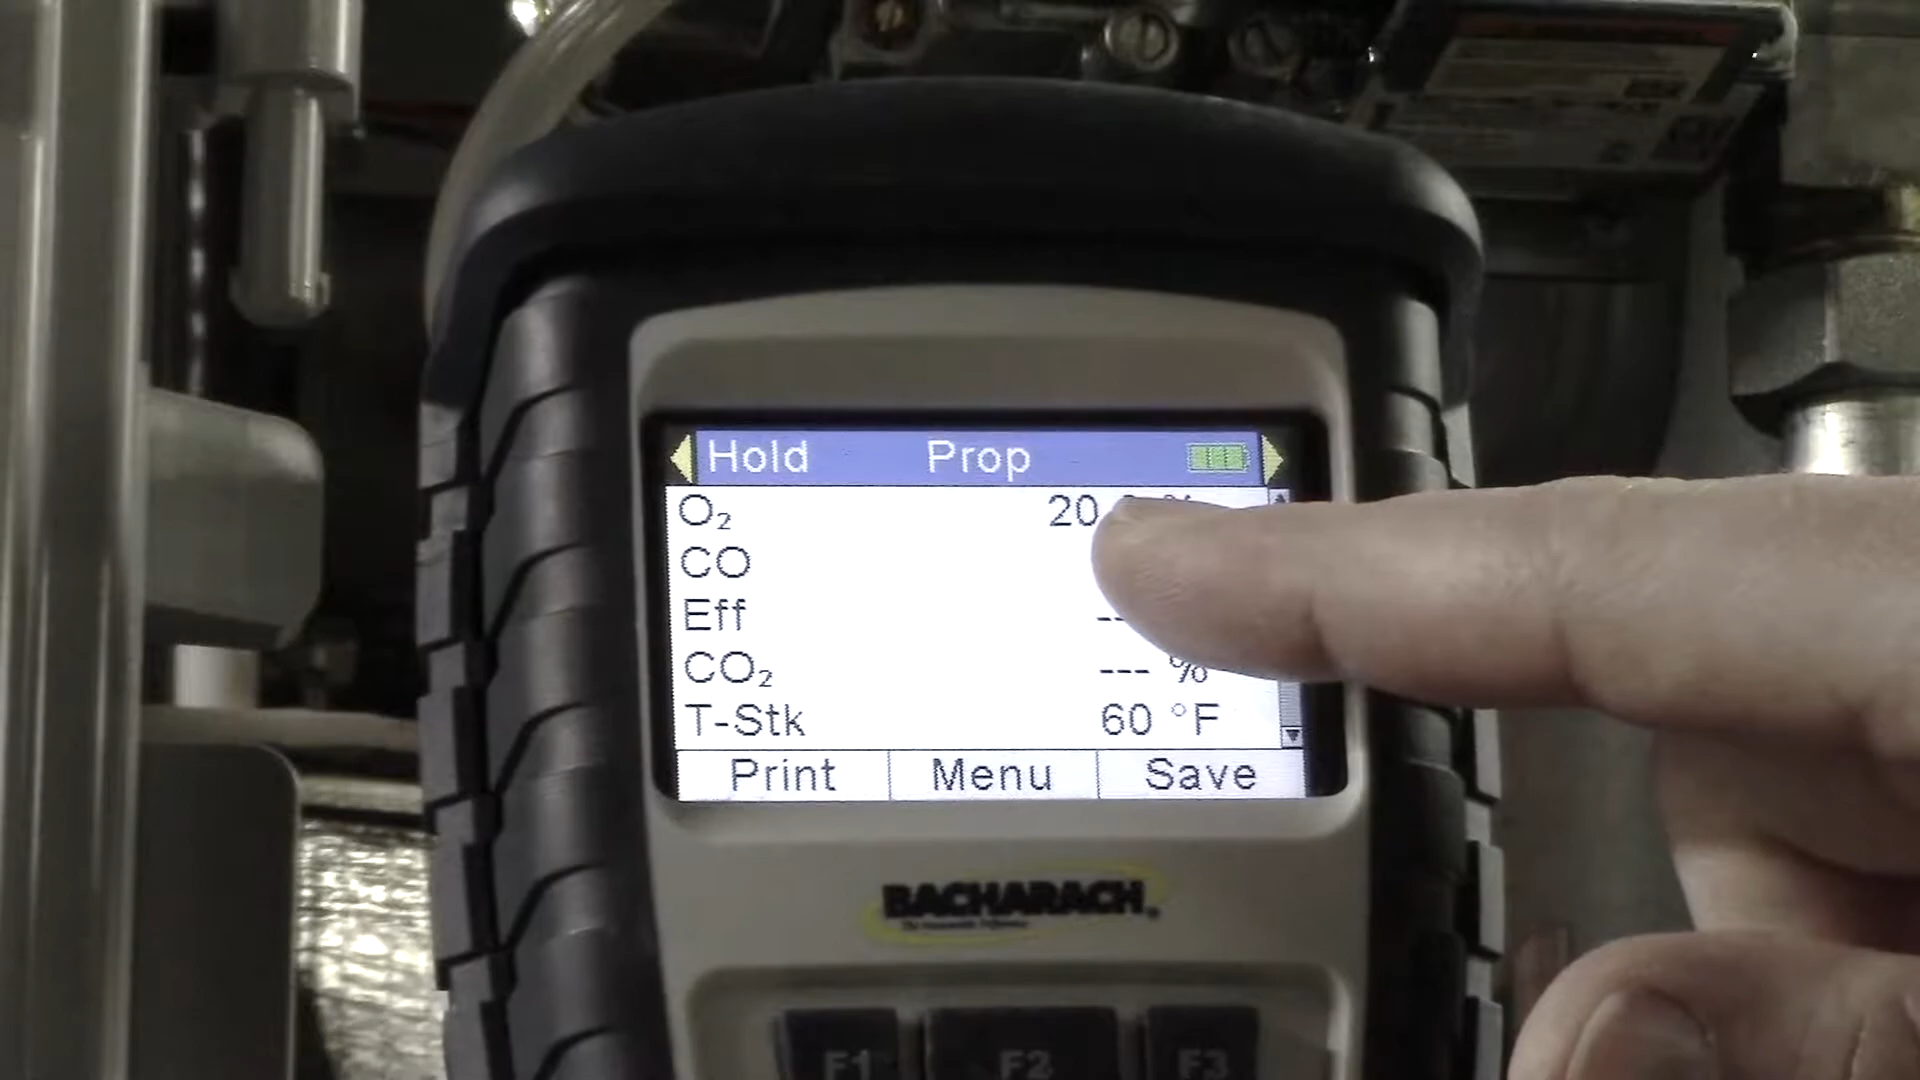 Hold Prop
O₂ 20
CO
Eff --
CO₂ --- %
T-Stk 60 °F
Print Menu Save
BACHARACH
F1 F2 F3